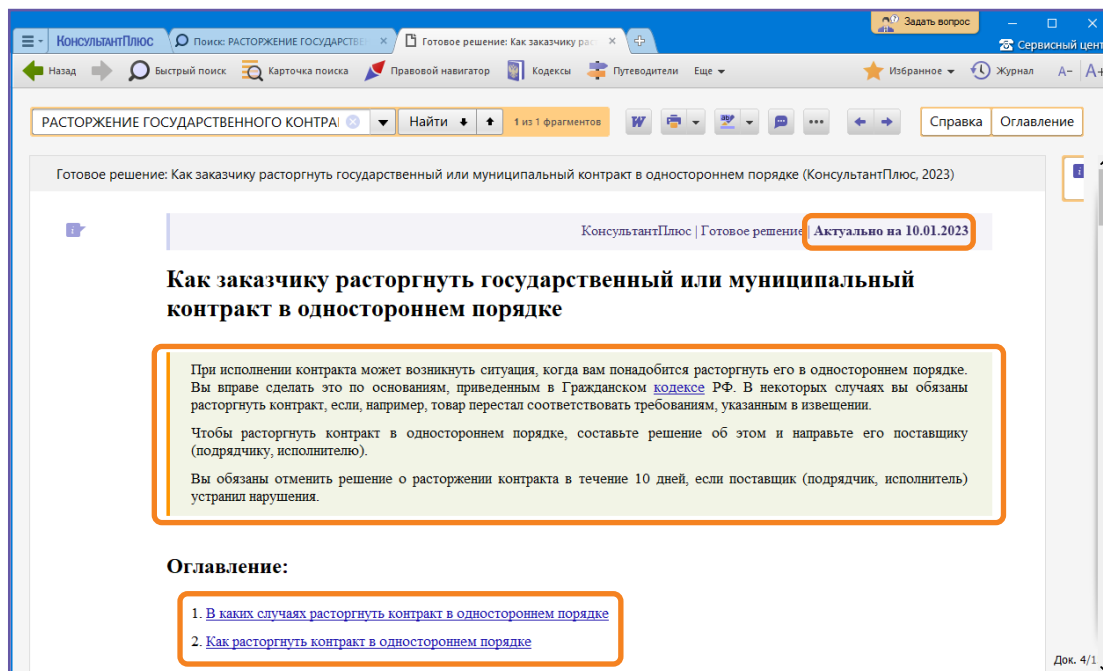 Задать вопрос
КонсультантПлюс
Поиск: РАСТОРЖЕНИЕ ГОСУДАРСТВЕ
Готовое решение: Как заказчику рас
Сервисный цент
Назад
Быстрый поиск
Карточка поиска
Правовой навигатор
Кодексы
Путеводители
Еще
Избранное
Журнал
А- А+
РАСТОРЖЕНИЕ ГОСУДАРСТВЕННОГО КОНТРА
Найти
1 из 1 фрагментов
W
Справка
Оглавление
Готовое решение: Как заказчику расторгнуть государственный или муниципальный контракт в одностороннем порядке (КонсультантПлюс, 2023)
КонсультантПлюс | Готовое решение | Актуально на 10.01.2023
Как заказчику расторгнуть государственный или муниципальный
контракт в одностороннем порядке
При исполнении контракта может возникнуть ситуация, когда вам понадобится расторгнуть его в одностороннем порядке.
Вы вправе сделать это по основаниям, приведенным в Гражданском кодексе РФ. В некоторых случаях вы обязаны
расторгнуть контракт, если, например, товар перестал соответствовать требованиям, указанным в извещении.
Чтобы расторгнуть контракт в одностороннем порядке, составьте решение об этом и направьте его поставщику
(подрядчику, исполнителю).
Вы обязаны отменить решение о расторжении контракта в течение 10 дней, если поставщик (подрядчик, исполнитель)
устранил нарушения.
Оглавление:
1. В каких случаях расторгнуть контракт в одностороннем порядке
2. Как расторгнуть контракт в одностороннем порядке
Док. 4/1